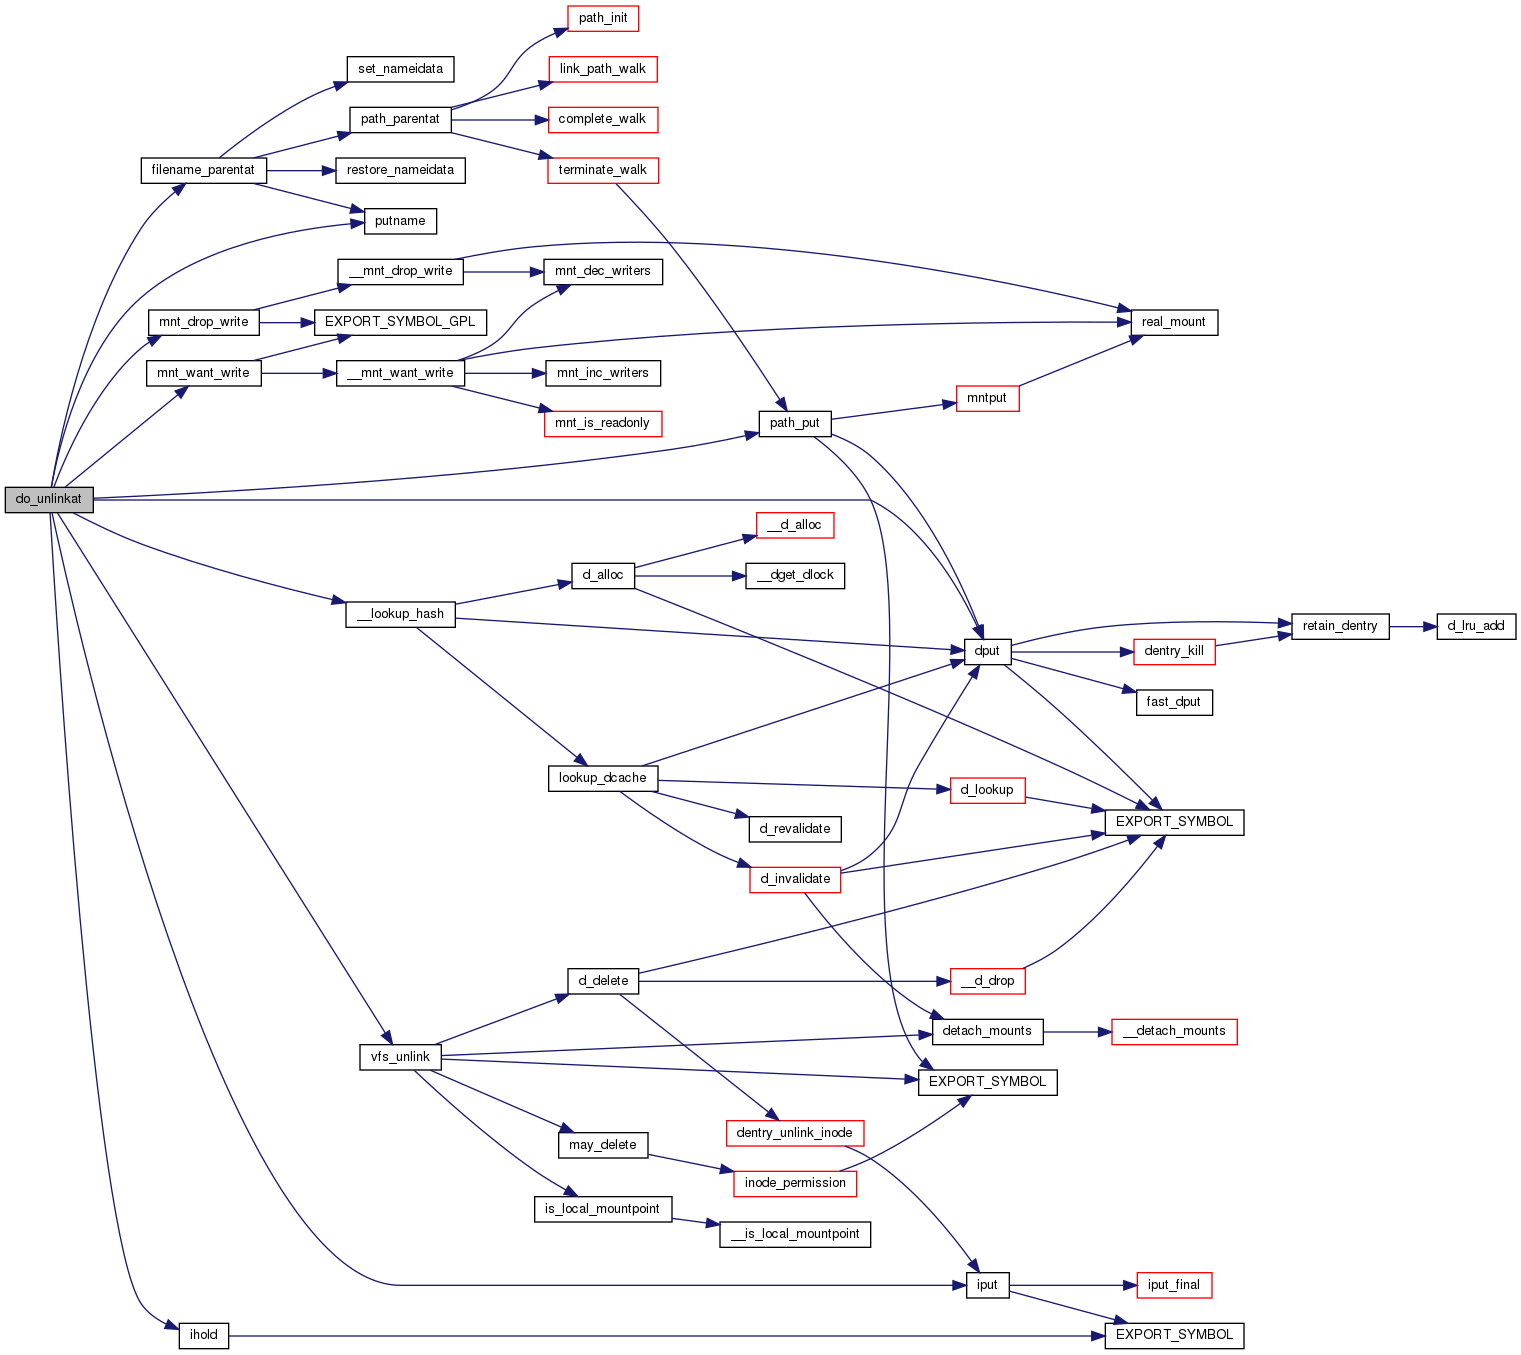 path_init
set_nameidata
link_path_walk
path_parentat
complete_walk
filename_parentat
restore_nameidata
terminate_walk
putname
__mnt_drop_write
mnt_dec_writers
mnt_drop_write
EXPORT_SYMBOL_GPL
real_mount
mnt_want_write
__mnt_want_write
mnt_inc_writers
mntput
path_put
mnt_is_readonly
do_unlinkat
__d_alloc
d_alloc
__dget_dlock
__lookup_hash
retain_dentry
d_lru_add
dput
dentry_kill
fast_dput
lookup_dcache
d_lookup
d_revalidate
EXPORT_SYMBOL
d_invalidate
d_delete
__d_drop
detach_mounts
__detach_mounts
vfs_unlink
EXPORT_SYMBOL
dentry_unlink_inode
may_delete
inode_permission
is_local_mountpoint
__is_local_mountpoint
iput
iput_final
ihold
EXPORT_SYMBOL